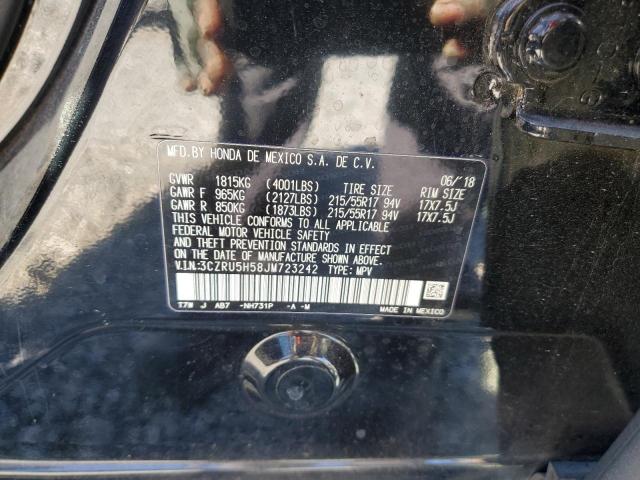 MFD.BY HONDA DE MEXICO S.A. DE C.V. 06/'18
GVWR 1815KG (4001LBS) TIRE SIZE RIM SIZE
GAWR F 965KG (2127LBS) 215/55R17 94V 17X7.5J
GAWR R 850KG (1873LBS) 215/55R17 94V 17X7.5J
THIS VEHICLE CONFORMS TO ALL APPLICABLE
FEDERAL MOTOR VEHICLE SAFETY
AND THEFT PREVENTION STANDARDS IN EFFECT
ON THE DATE OF MANUFACTURE SHOWN ABOVE.
V.I.N.:3CZRU5H58JM723242 TYPE: MPV
T7W J AB7 -NH731P -A -M MADE IN MEXICO